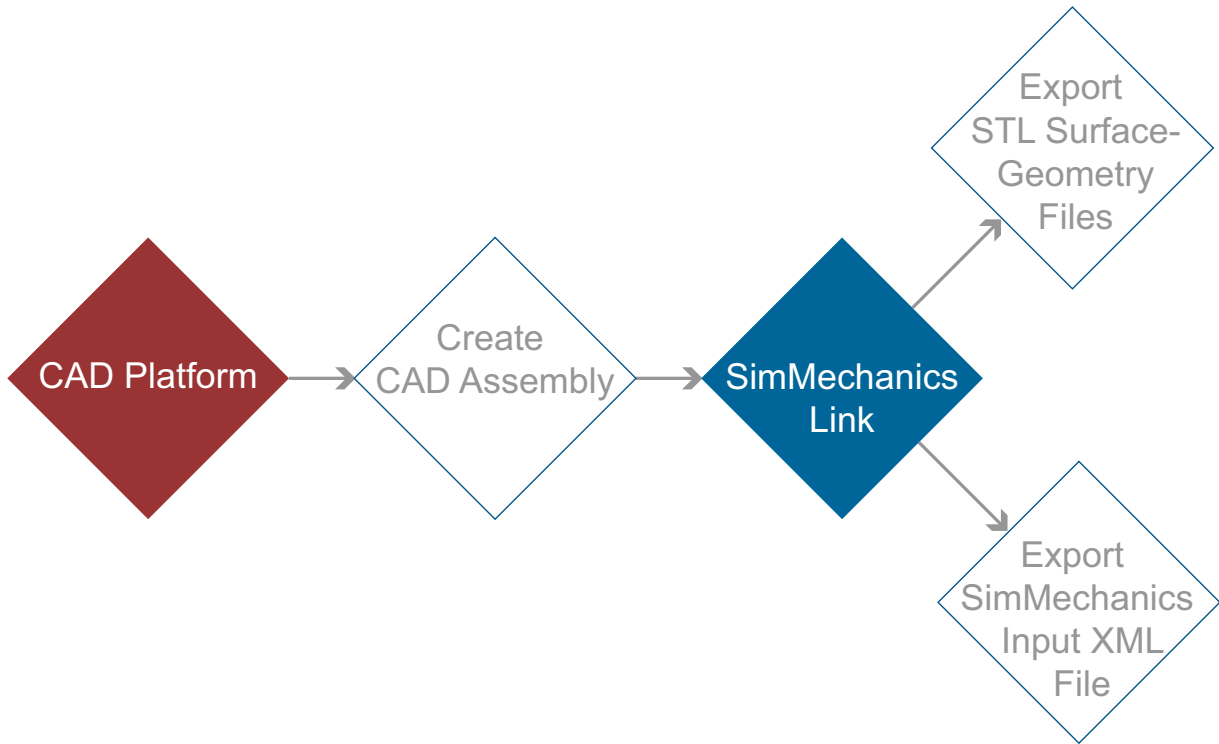 CAD Platform
Create
CAD Assembly
SimMechanics
Link
Export
STL Surface-
Geometry
Files
Export
SimMechanics
Input XML
File